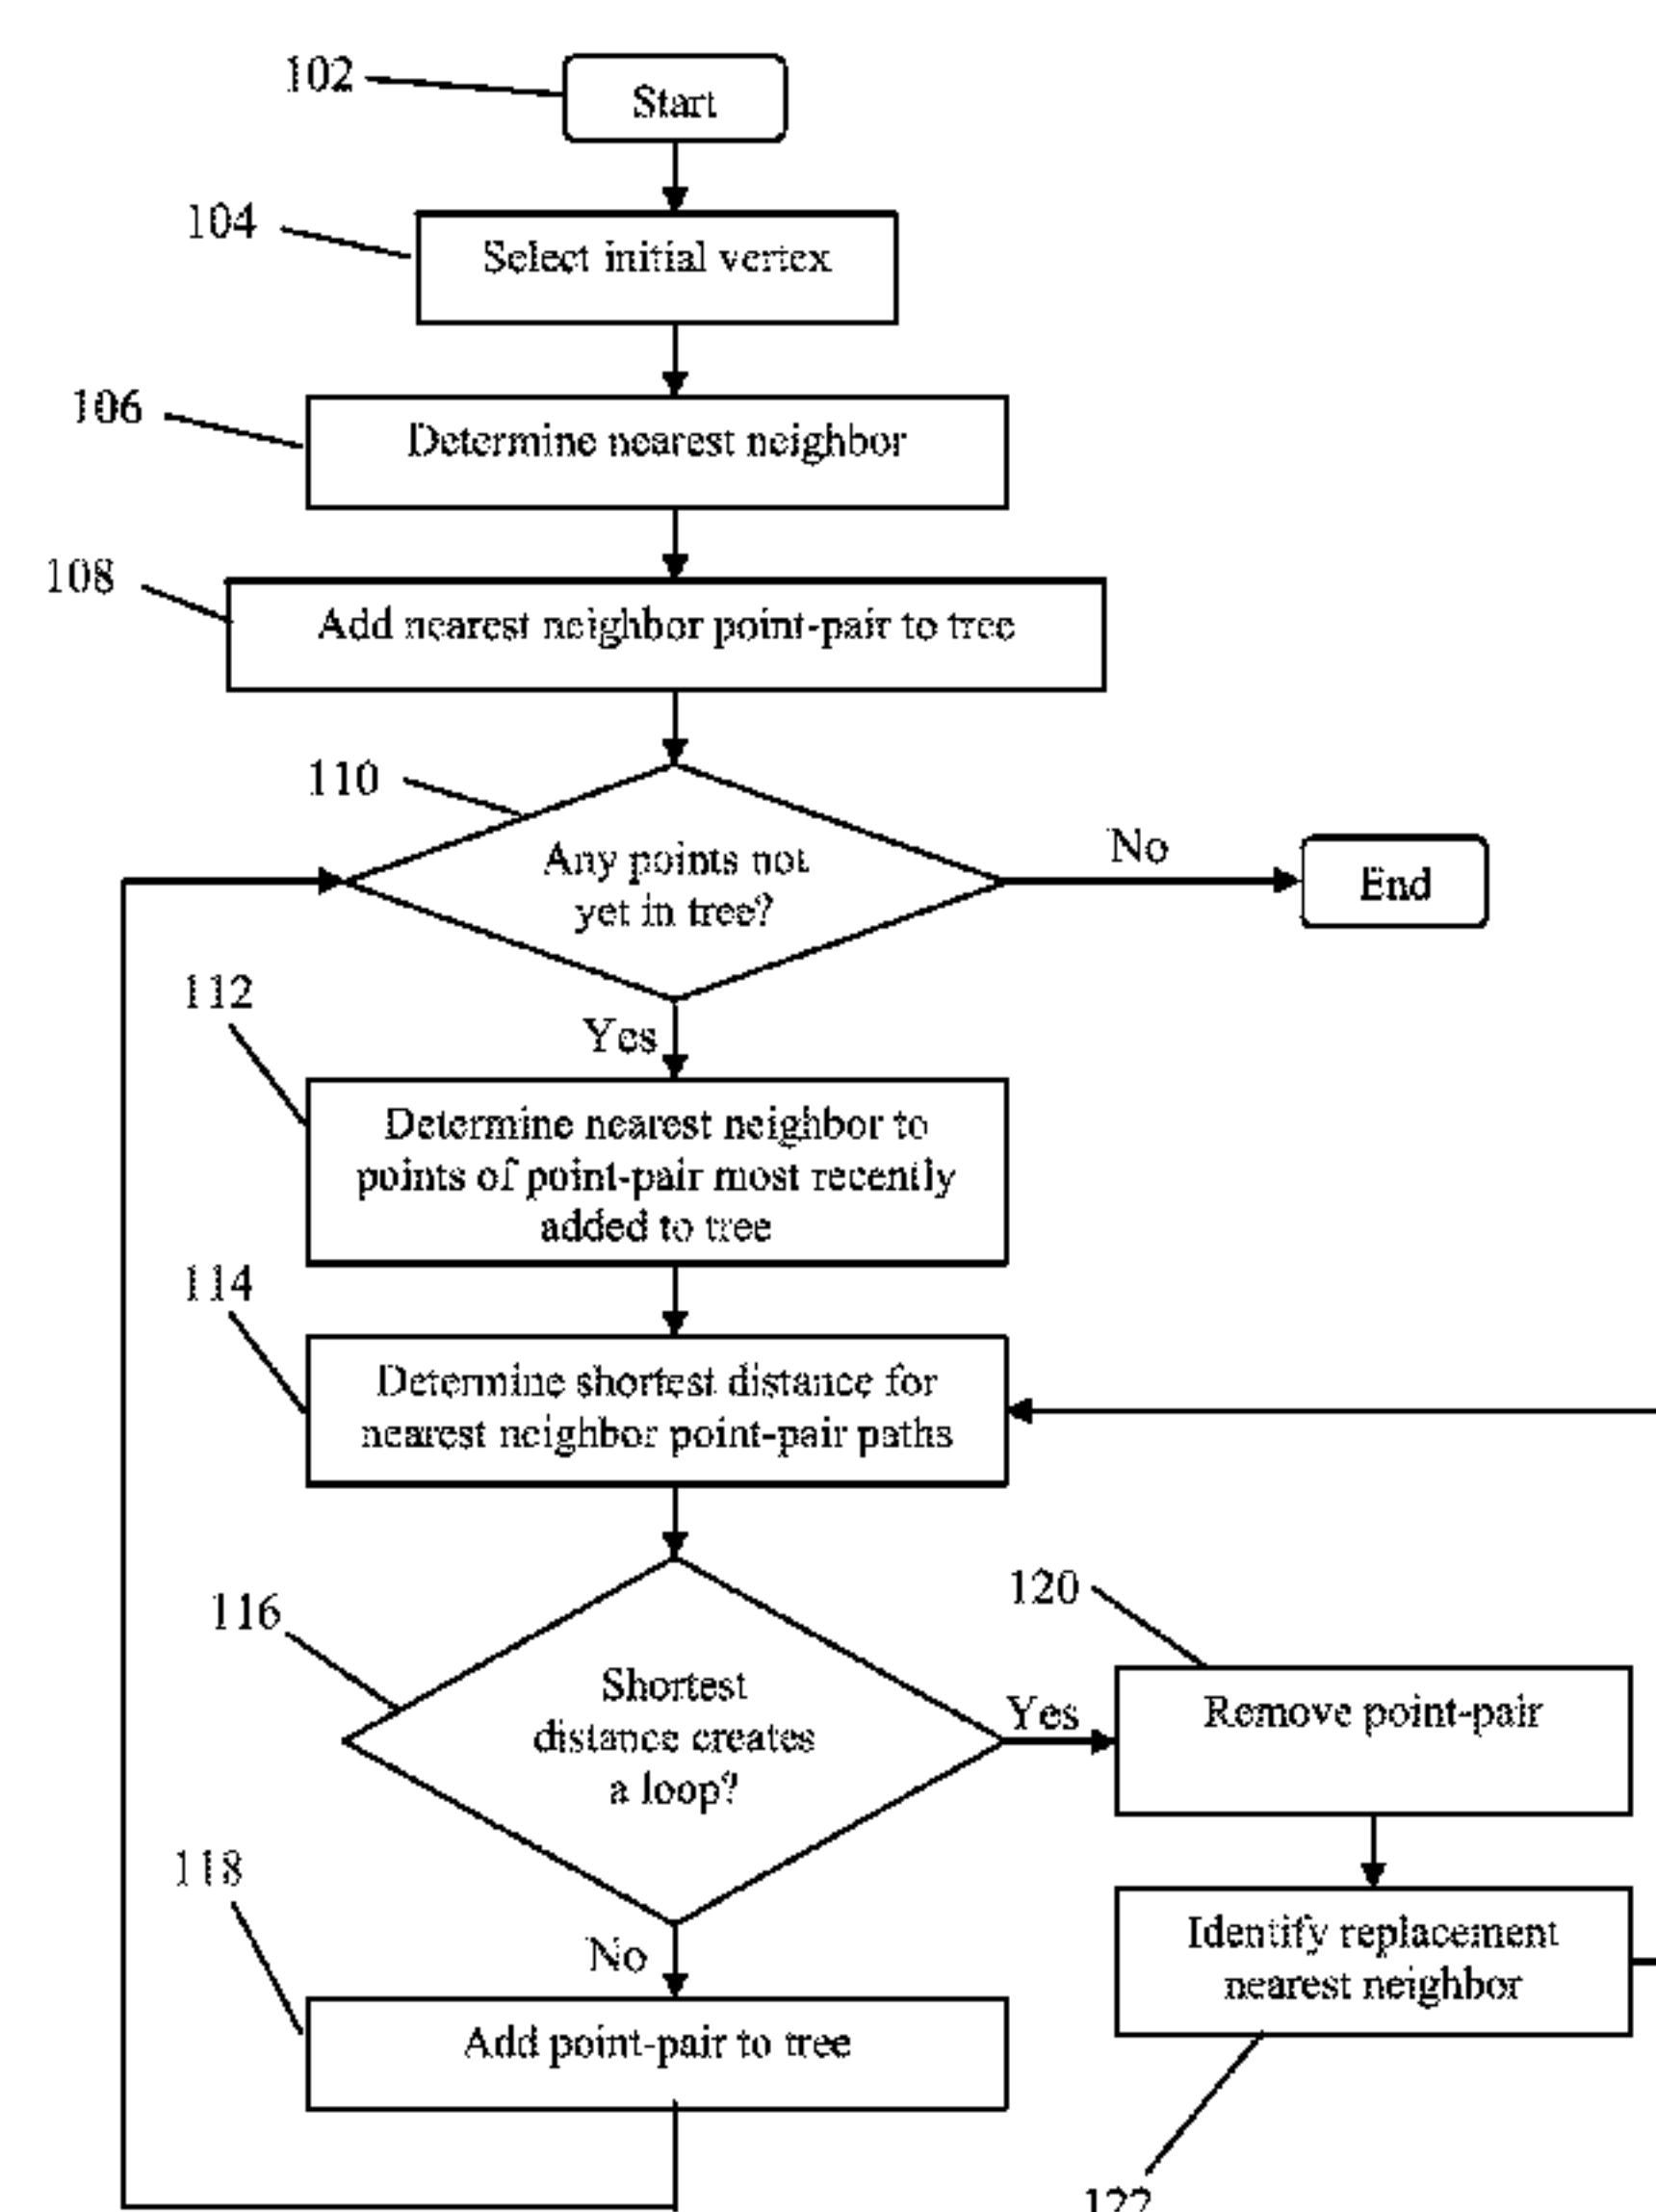 102
Start
104
Select initial vertex
106
Determine nearest neighbor
108
Add nearest neighbor point-pair to tree
110
Any points not
yet in tree?
No
End
112
Yes
Determine nearest neighbor to
points of point-pair most recently
added to tree
114
Determine shortest distance for
nearest neighbor point-pair paths
116
Shortest
distance creates
a loop?
Yes
120
Remove point-pair
118
No
Identify replacement
nearest neighbor
Add point-pair to tree
122